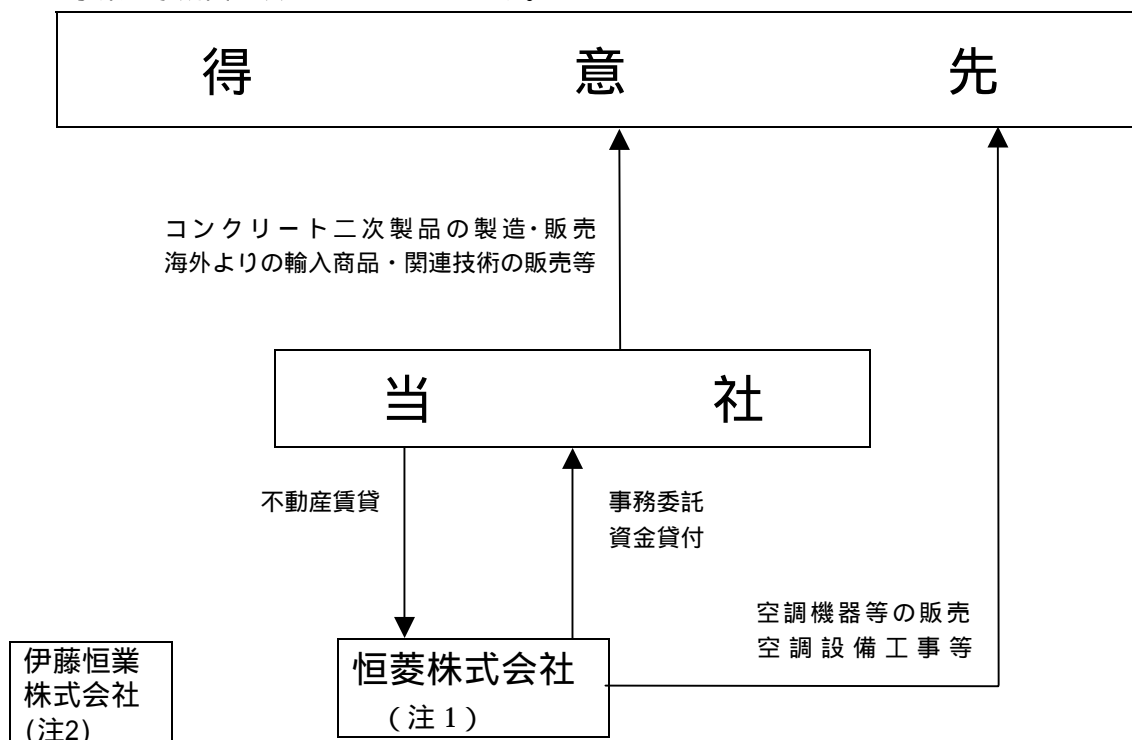 得意先
コンクリート二次製品の製造・販売
海外よりの輸入商品・関連技術の販売等
当社
不動産賃貸
事務委託
資金貸付
空調機器等の販売
空調設備工事等
伊藤恒業
株式会社
(注2)
恒菱株式会社
(注1)